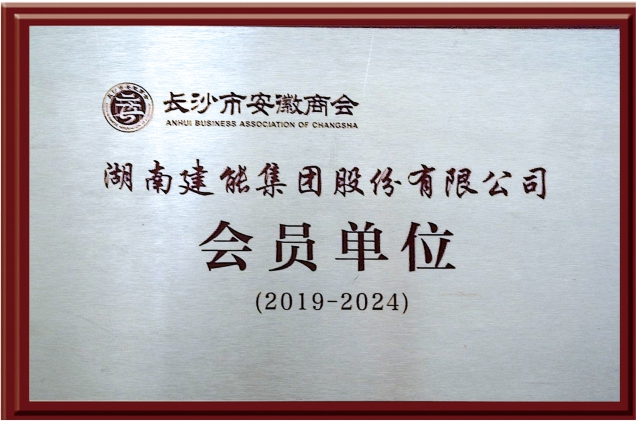 长沙市安徽商会
ANHUI BUSINESS ASSOCIATION OF CHANGSHA
湖南建能集团股份有限公司
会员单位
(2019-2024)